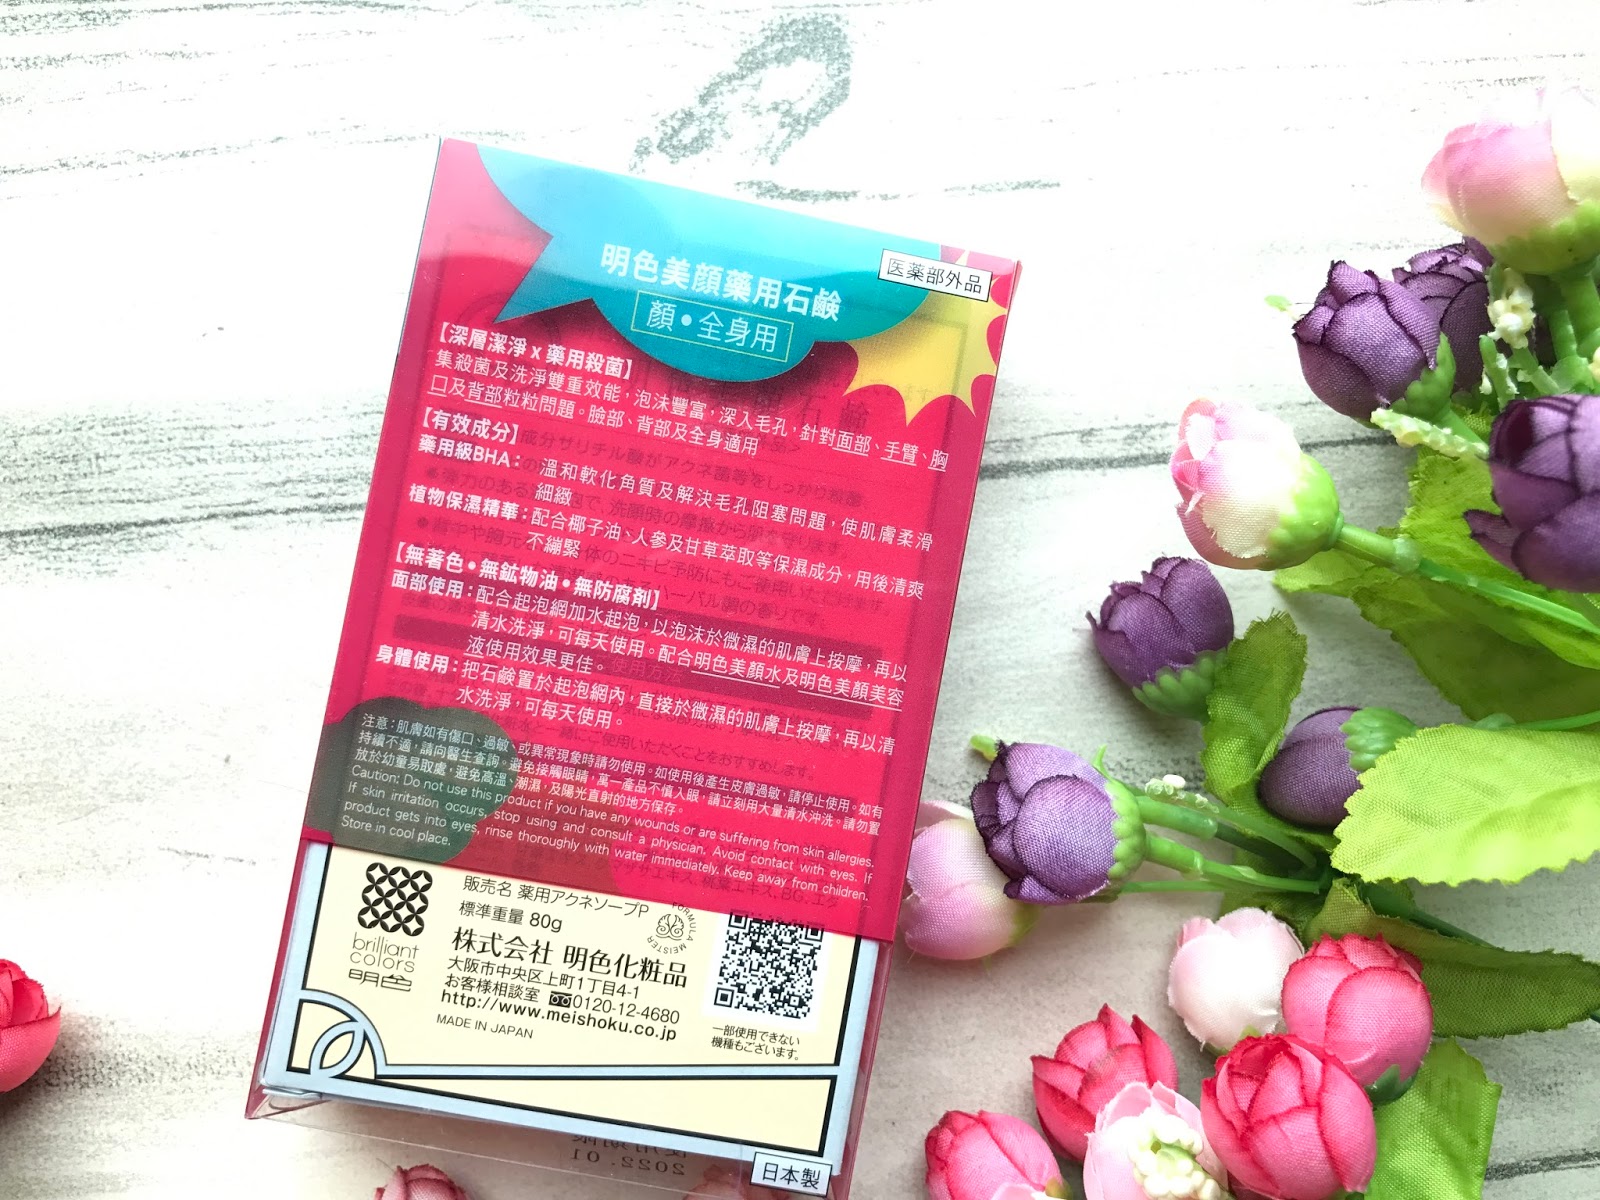 明色美顔藥用石鹸
医薬部外品
顏•全身用
【深層潔淨 x 藥用殺菌】
集殺菌及洗淨雙重效能，泡沫豐富，深入毛孔，針對面部、手臂、胸
口及背部粒粒問題。臉部、背部及全身適用
【有效成分】
藥用級BHA：溫和軟化角質及解決毛孔阻塞問題，使肌膚柔滑
細緻
植物保濕精華：配合椰子油、人參及甘草萃取等保濕成分，用後清爽
不繃緊
【無著色•無鉱物油•無防腐劑】
面部使用：配合起泡網加水起泡，以泡沫於微濕的肌膚上按摩，再以
清水洗淨，可每天使用。配合明色美顏水及明色美顏美容
液使用效果更佳。
身體使用：把石鹸置於起泡網內，直接於微濕的肌膚上按摩，再以清
水洗淨，可每天使用。
注意：肌膚如有傷口、過敏、或異常現象時請勿使用。如使用後產生皮膚過敏，請停止使用。如有
持續不適，請向醫生查詢。避免接觸眼睛，萬一產品不慎入眼，請立刻用大量清水沖洗。請勿置
放於幼童易取處，避免高溫、潮濕，及陽光直射的地方保存。
Caution: Do not use this product if you have any wounds or are suffering from skin allergies.
If skin irritation occurs, stop using and consult a physician. Avoid contact with eyes. If
product gets into eyes, rinse thoroughly with water immediately. Keep away from children.
Store in cool place.
販売名 薬用アクネソープP
標準重量 80g
FORMULA MEISTER
brilliant
colors
明色
株式会社 明色化粧品
大阪市中央区上町1丁目4-1
お客様相談室 0120-12-4680
http://www.meishoku.co.jp
MADE IN JAPAN
一部使用できない
機種もございます。
2022.01
日本製